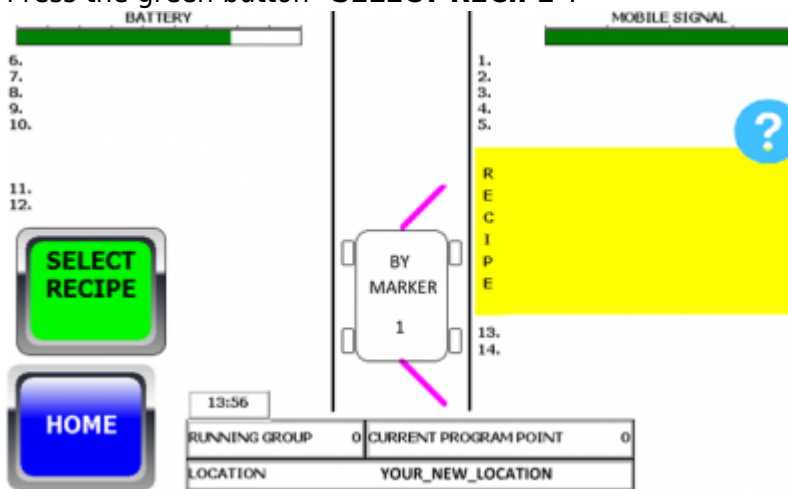 Press the green button "SELECT RECIPE".
BATTERY
MOBILE SIGNAL
6.
7.
8.
9.
10.
11.
12.
1.
2.
3.
4.
5.
?
R
E
C
I
P
E
13.
14.
SELECT
RECIPE
BY
MARKER
1
HOME
13:56
RUNNING GROUP 0 CURRENT PROGRAM POINT 0
LOCATION YOUR_NEW_LOCATION